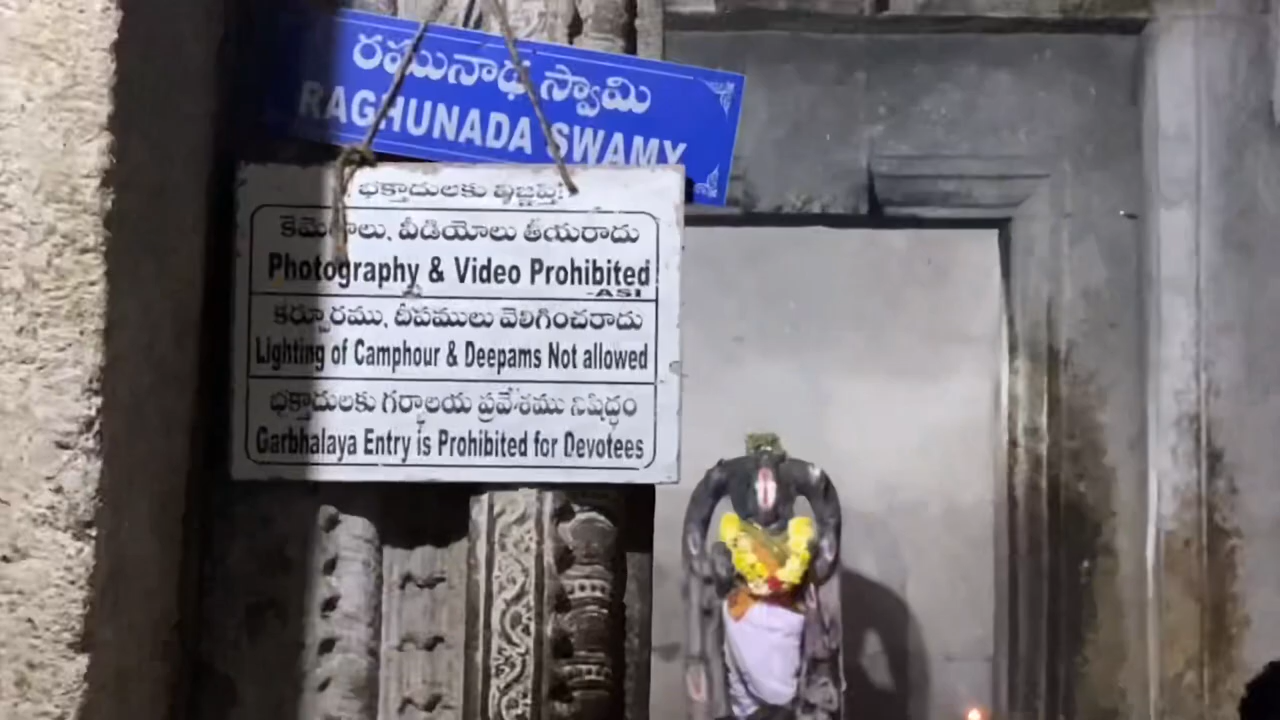 రఘునాథ స్వామి
RAGHUNADA SWAMY
భక్తాదులకు విజ్ఞప్తి!
కెమెరాలు, వీడియోలు తీయరాదు
Photography & Video Prohibited
-ASI
కర్పూరము, దీపములు వెలిగించరాదు
Lighting of Camphour & Deepams Not allowed
భక్తాదులకు గర్భాలయ ప్రవేశము నిషిద్ధం
Garbhalaya Entry is Prohibited for Devotees